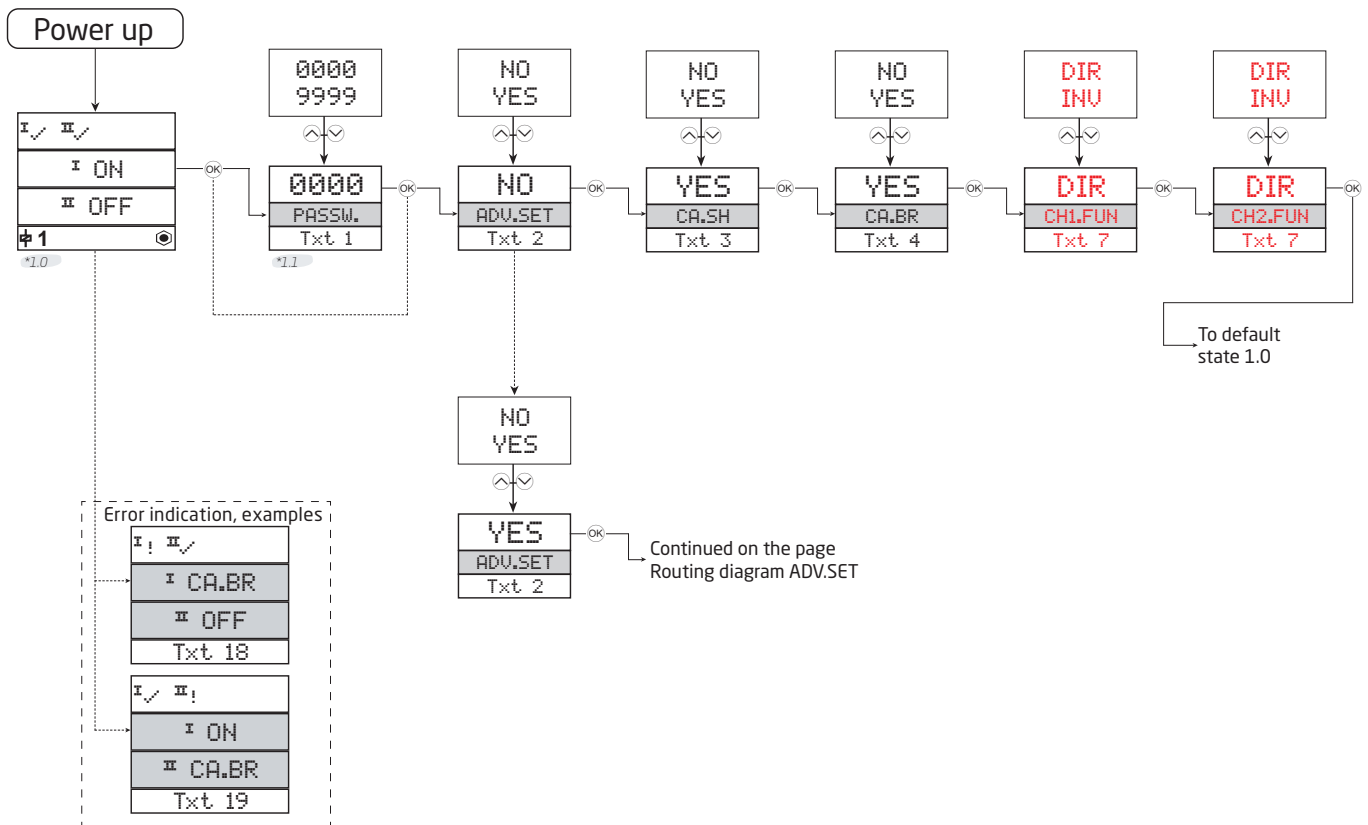 Power up
I✓ II✓
I ON
II OFF
1
*1.0
OK
0000
9999
0000
PASSW.
Txt 1
*1.1
OK
NO
YES
NO
ADV.SET
Txt 2
OK
NO
YES
YES
CA.SH
Txt 3
OK
NO
YES
YES
CA.BR
Txt 4
OK
DIR
INV
DIR
CH1.FUN
Txt 7
OK
DIR
INV
DIR
CH2.FUN
Txt 7
OK
To default
state 1.0
NO
YES
YES
ADV.SET
Txt 2
OK
Continued on the page
Routing diagram ADV.SET
Error indication, examples
I! II✓
I CA.BR
II OFF
Txt 18
I✓ II!
I ON
II CA.BR
Txt 19